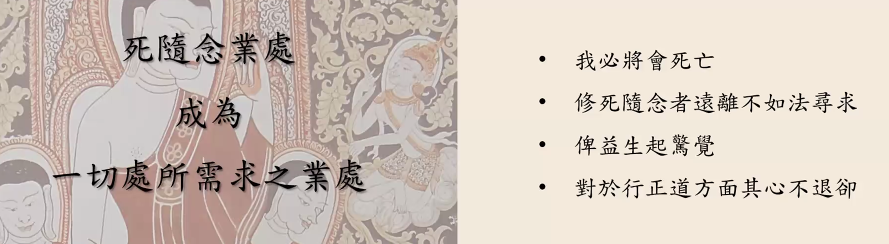 死隨念業處
成為
一切處所需求之業處
• 我必將會死亡
• 修死隨念者遠離不如法尋求
• 俾益生起驚覺
• 對於行正道方面其心不退卻